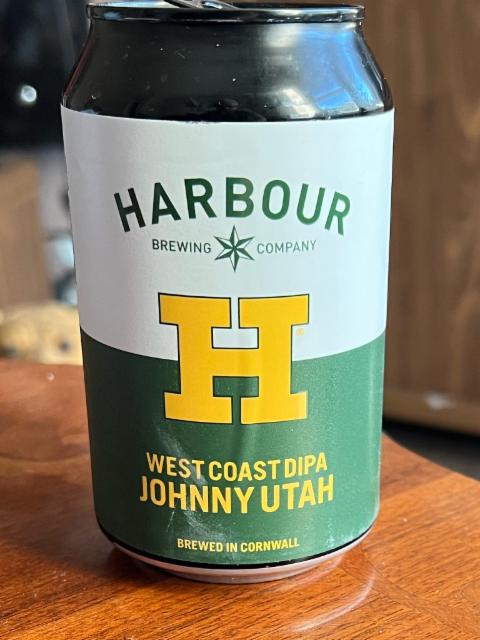 HARBOUR
BREWING COMPANY
H
WEST COAST DIPA
JOHNNY UTAH
BREWED IN CORNWALL